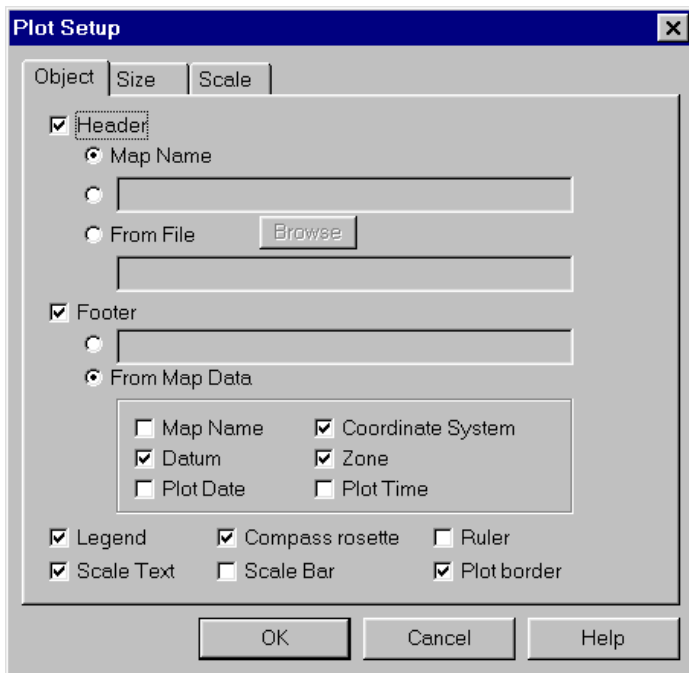 Plot Setup
Object Size Scale
Header
Map Name
From File Browse
Footer
From Map Data
Map Name Coordinate System
Datum Zone
Plot Date Plot Time
Legend Compass rosette Ruler
Scale Text Scale Bar Plot border
OK Cancel Help